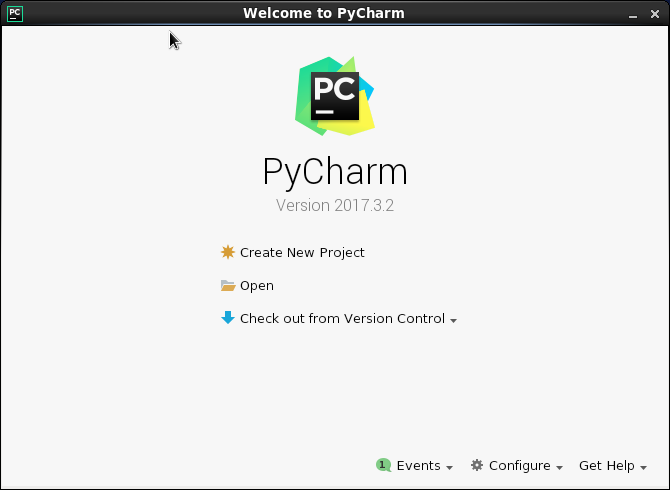 PC Welcome to PyCharm
PC
PyCharm
Version 2017.3.2
Create New Project
Open
Check out from Version Control
1 Events Configure Get Help